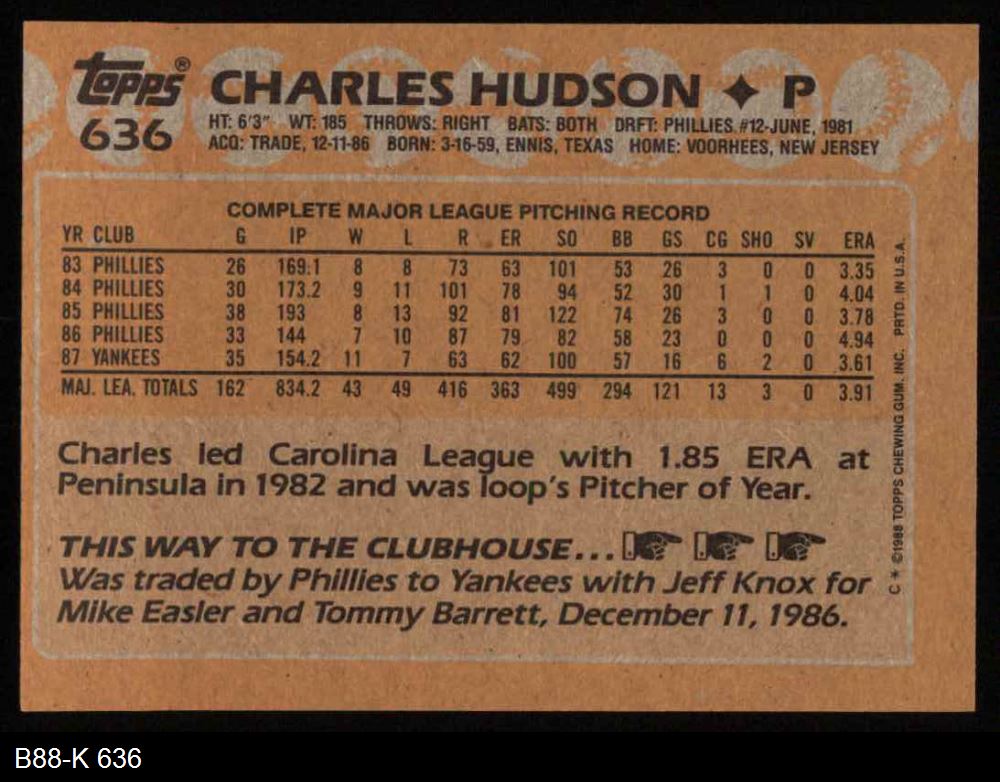 topps® CHARLES HUDSON ✦ P
636 HT: 6'3" WT: 185 THROWS: RIGHT BATS: BOTH DRFT: PHILLIES #12-JUNE, 1981
ACQ: TRADE, 12-11-86 BORN: 3-16-59, ENNIS, TEXAS HOME: VOORHEES, NEW JERSEY
COMPLETE MAJOR LEAGUE PITCHING RECORD
YR CLUB G IP W L R ER SO BB GS CG SHO SV ERA
83 PHILLIES 26 169.1 8 8 73 63 101 53 26 3 0 0 3.35
84 PHILLIES 30 173.2 9 11 101 78 94 52 30 1 1 0 4.04
85 PHILLIES 38 193 8 13 92 81 122 74 26 3 0 0 3.78
86 PHILLIES 33 144 7 10 87 79 82 58 23 0 0 0 4.94
87 YANKEES 35 154.2 11 7 63 62 100 57 16 6 2 0 3.61
MAJ. LEA. TOTALS 162 834.2 43 49 416 363 499 294 121 13 3 0 3.91
Charles led Carolina League with 1.85 ERA at
Peninsula in 1982 and was loop's Pitcher of Year.
THIS WAY TO THE CLUBHOUSE...
Was traded by Phillies to Yankees with Jeff Knox for
Mike Easler and Tommy Barrett, December 11, 1986.
C * ©1988 TOPPS CHEWING GUM, INC. PRTD. IN U.S.A.
B88-K 636